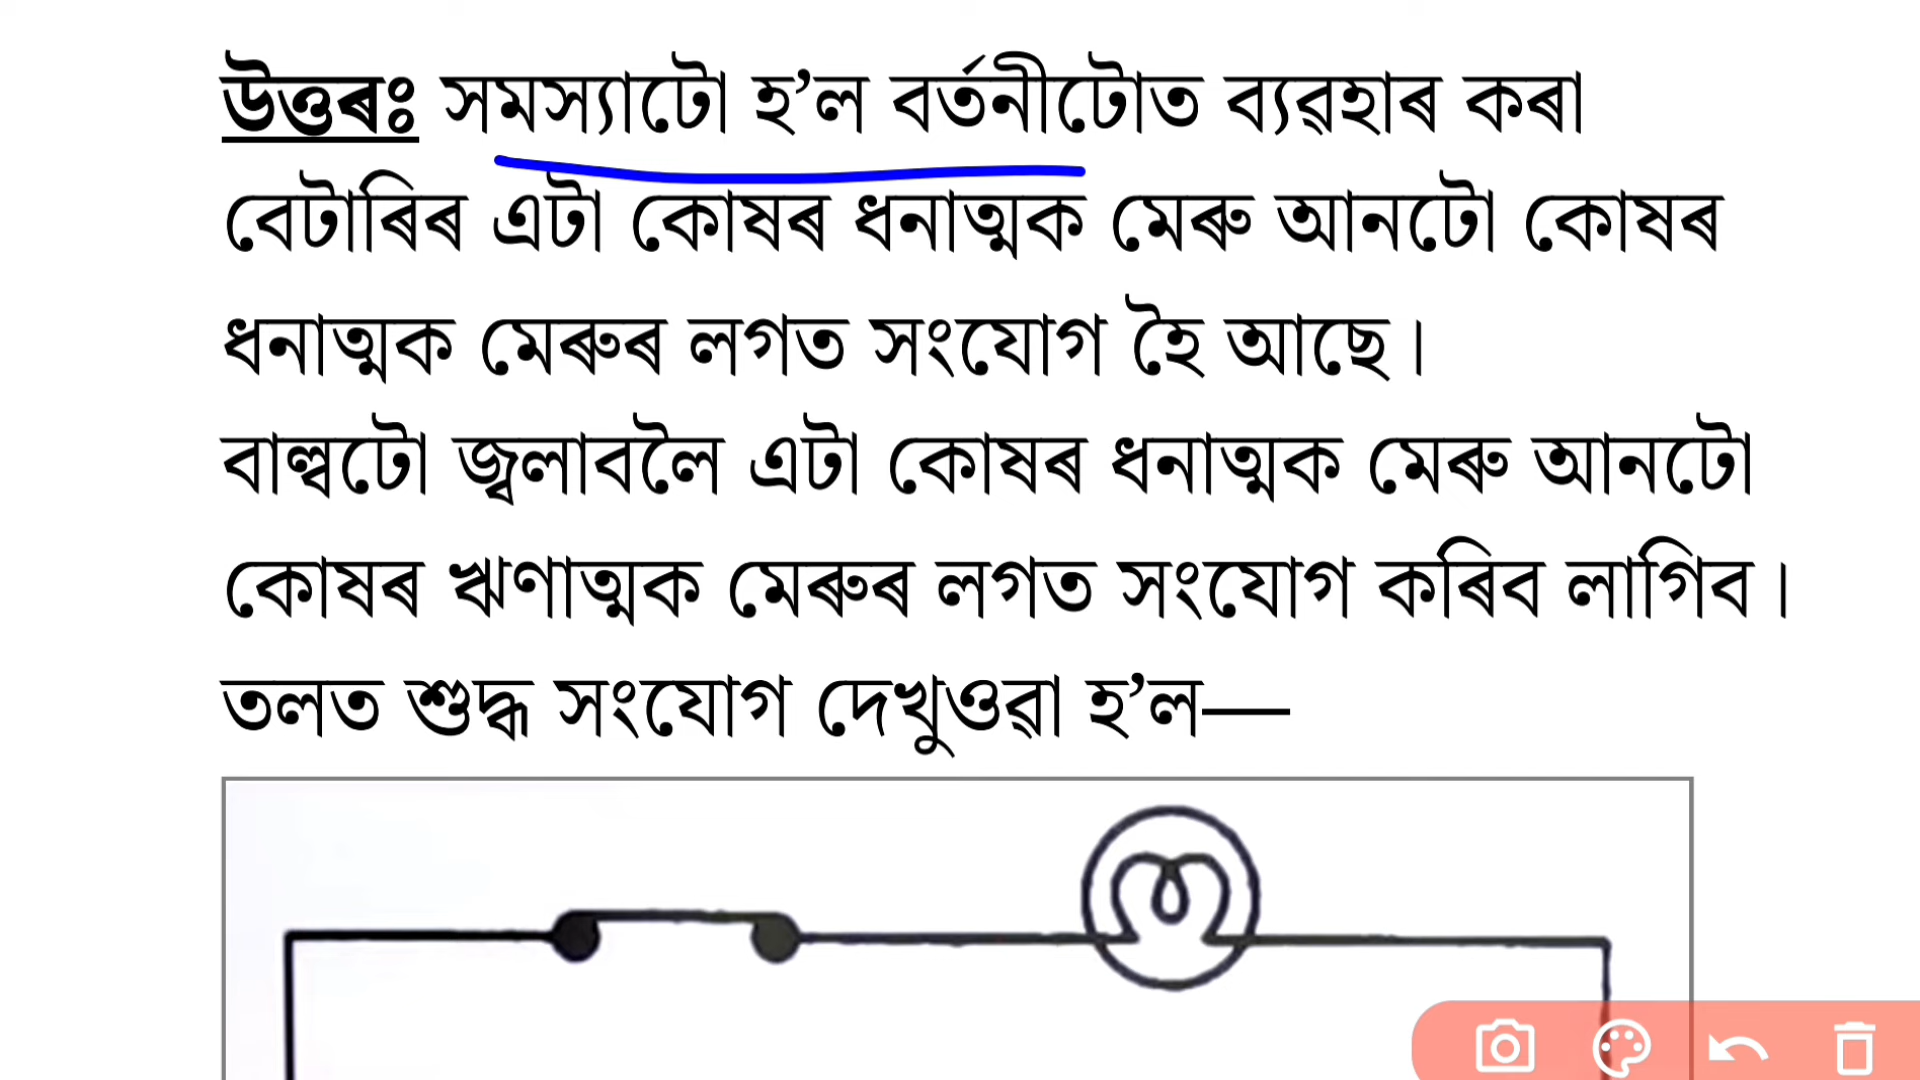 উত্তৰঃ সমস্যাটো হ’ল বৰ্তনীটোত ব্যৱহাৰ কৰা
বেটাৰিৰ এটা কোষৰ ধনাত্মক মেৰু আনটো কোষৰ
ধনাত্মক মেৰুৰ লগত সংযোগ হৈ আছে।
বাল্বটো জ্বলাবলৈ এটা কোষৰ ধনাত্মক মেৰু আনটো
কোষৰ ঋণাত্মক মেৰুৰ লগত সংযোগ কৰিব লাগিব।
তলত শুদ্ধ সংযোগ দেখুওৱা হ’ল—